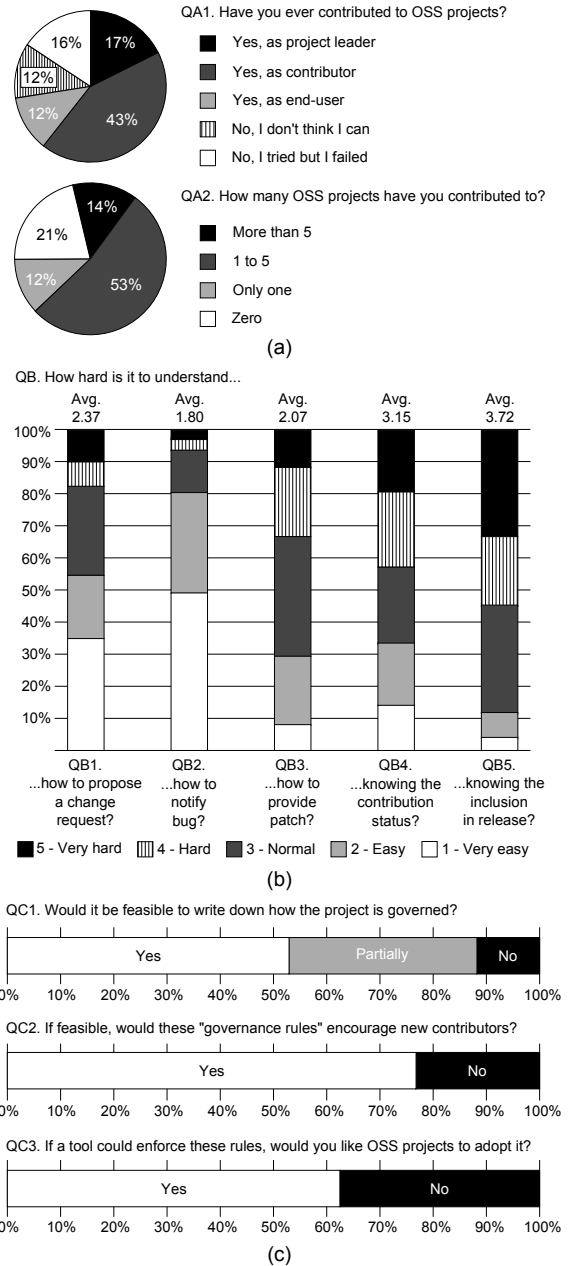 QA1. Have you ever contributed to OSS projects?
16%
17%
12%
12%
43%
Yes, as project leader
Yes, as contributor
Yes, as end-user
No, I don't think I can
No, I tried but I failed
QA2. How many OSS projects have you contributed to?
14%
21%
12%
53%
More than 5
1 to 5
Only one
Zero
(a)
QB. How hard is it to understand...
Avg. Avg. Avg. Avg. Avg.
2.37 1.80 2.07 3.15 3.72
100%
90%
80%
70%
60%
50%
40%
30%
20%
10%
QB1. QB2. QB3. QB4. QB5.
...how to propose ...how to ...how to ...knowing the ...knowing the
a change notify provide contribution inclusion
request? bug? patch? status? in release?
5 - Very hard 4 - Hard 3 - Normal 2 - Easy 1 - Very easy
(b)
QC1. Would it be feasible to write down how the project is governed?
Yes Partially No
0% 10% 20% 30% 40% 50% 60% 70% 80% 90% 100%
QC2. If feasible, would these "governance rules" encourage new contributors?
Yes No
0% 10% 20% 30% 40% 50% 60% 70% 80% 90% 100%
QC3. If a tool could enforce these rules, would you like OSS projects to adopt it?
Yes No
0% 10% 20% 30% 40% 50% 60% 70% 80% 90% 100%
(c)